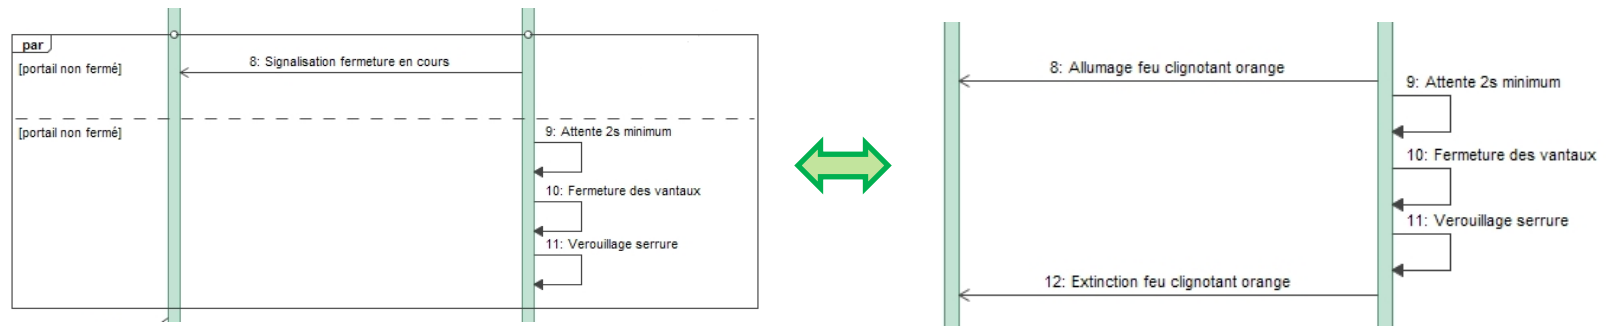 par
[portail non fermé]
8: Signalisation fermeture en cours
[portail non fermé]
9: Attente 2s minimum
10: Fermeture des vantaux
11: Verouillage serrure
8: Allumage feu clignotant orange
9: Attente 2s minimum
10: Fermeture des vantaux
11: Verouillage serrure
12: Extinction feu clignotant orange